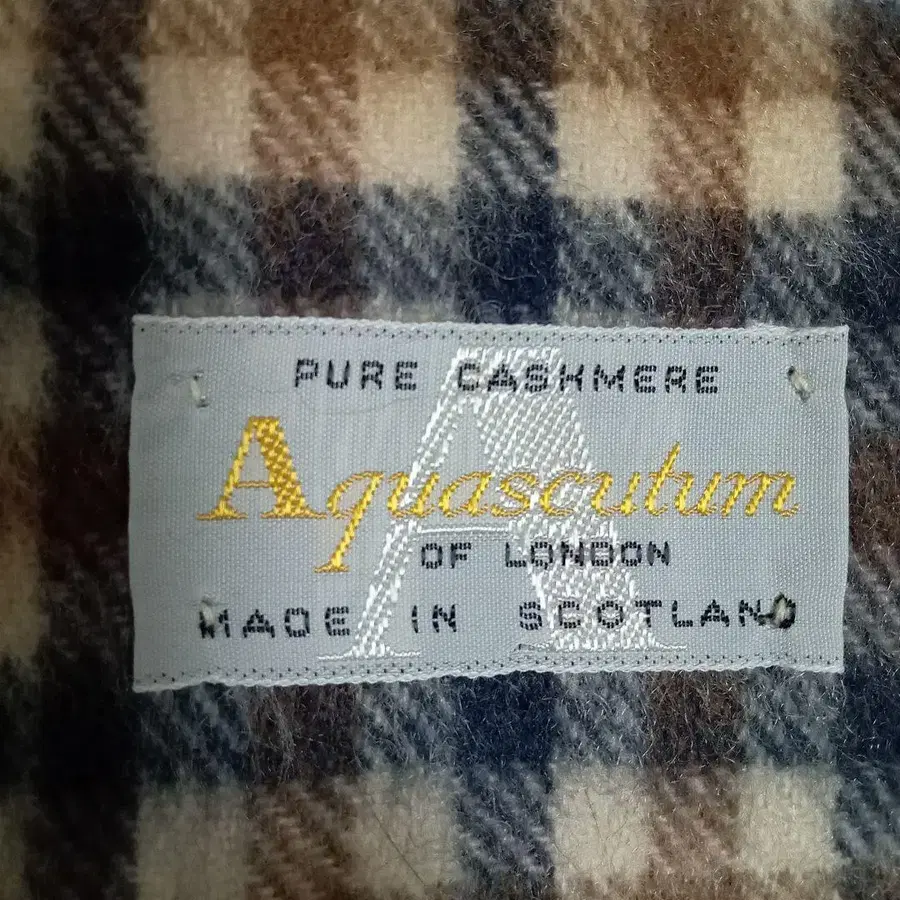 PURE CASHMERE
Aquascutum
OF LONDON
MADE IN SCOTLAND